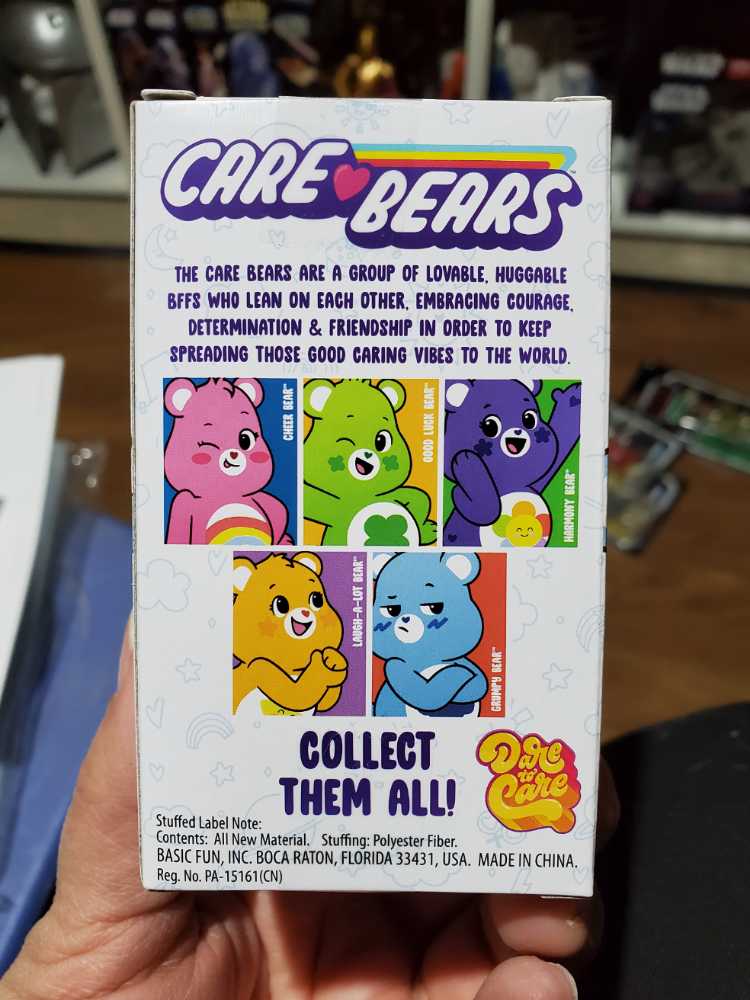 CARE BEARS™
THE CARE BEARS ARE A GROUP OF LOVABLE, HUGGABLE
BFFS WHO LEAN ON EACH OTHER, EMBRACING COURAGE,
DETERMINATION & FRIENDSHIP IN ORDER TO KEEP
SPREADING THOSE GOOD CARING VIBES TO THE WORLD.
CHEER BEAR™
GOOD LUCK BEAR™
HARMONY BEAR™
LAUGH-A-LOT BEAR™
GRUMPY BEAR™
COLLECT
THEM ALL!
Dare
to
Care
Stuffed Label Note:
Contents: All New Material. Stuffing: Polyester Fiber.
BASIC FUN, INC. BOCA RATON, FLORIDA 33431, USA. MADE IN CHINA.
Reg. No. PA-15161(CN)